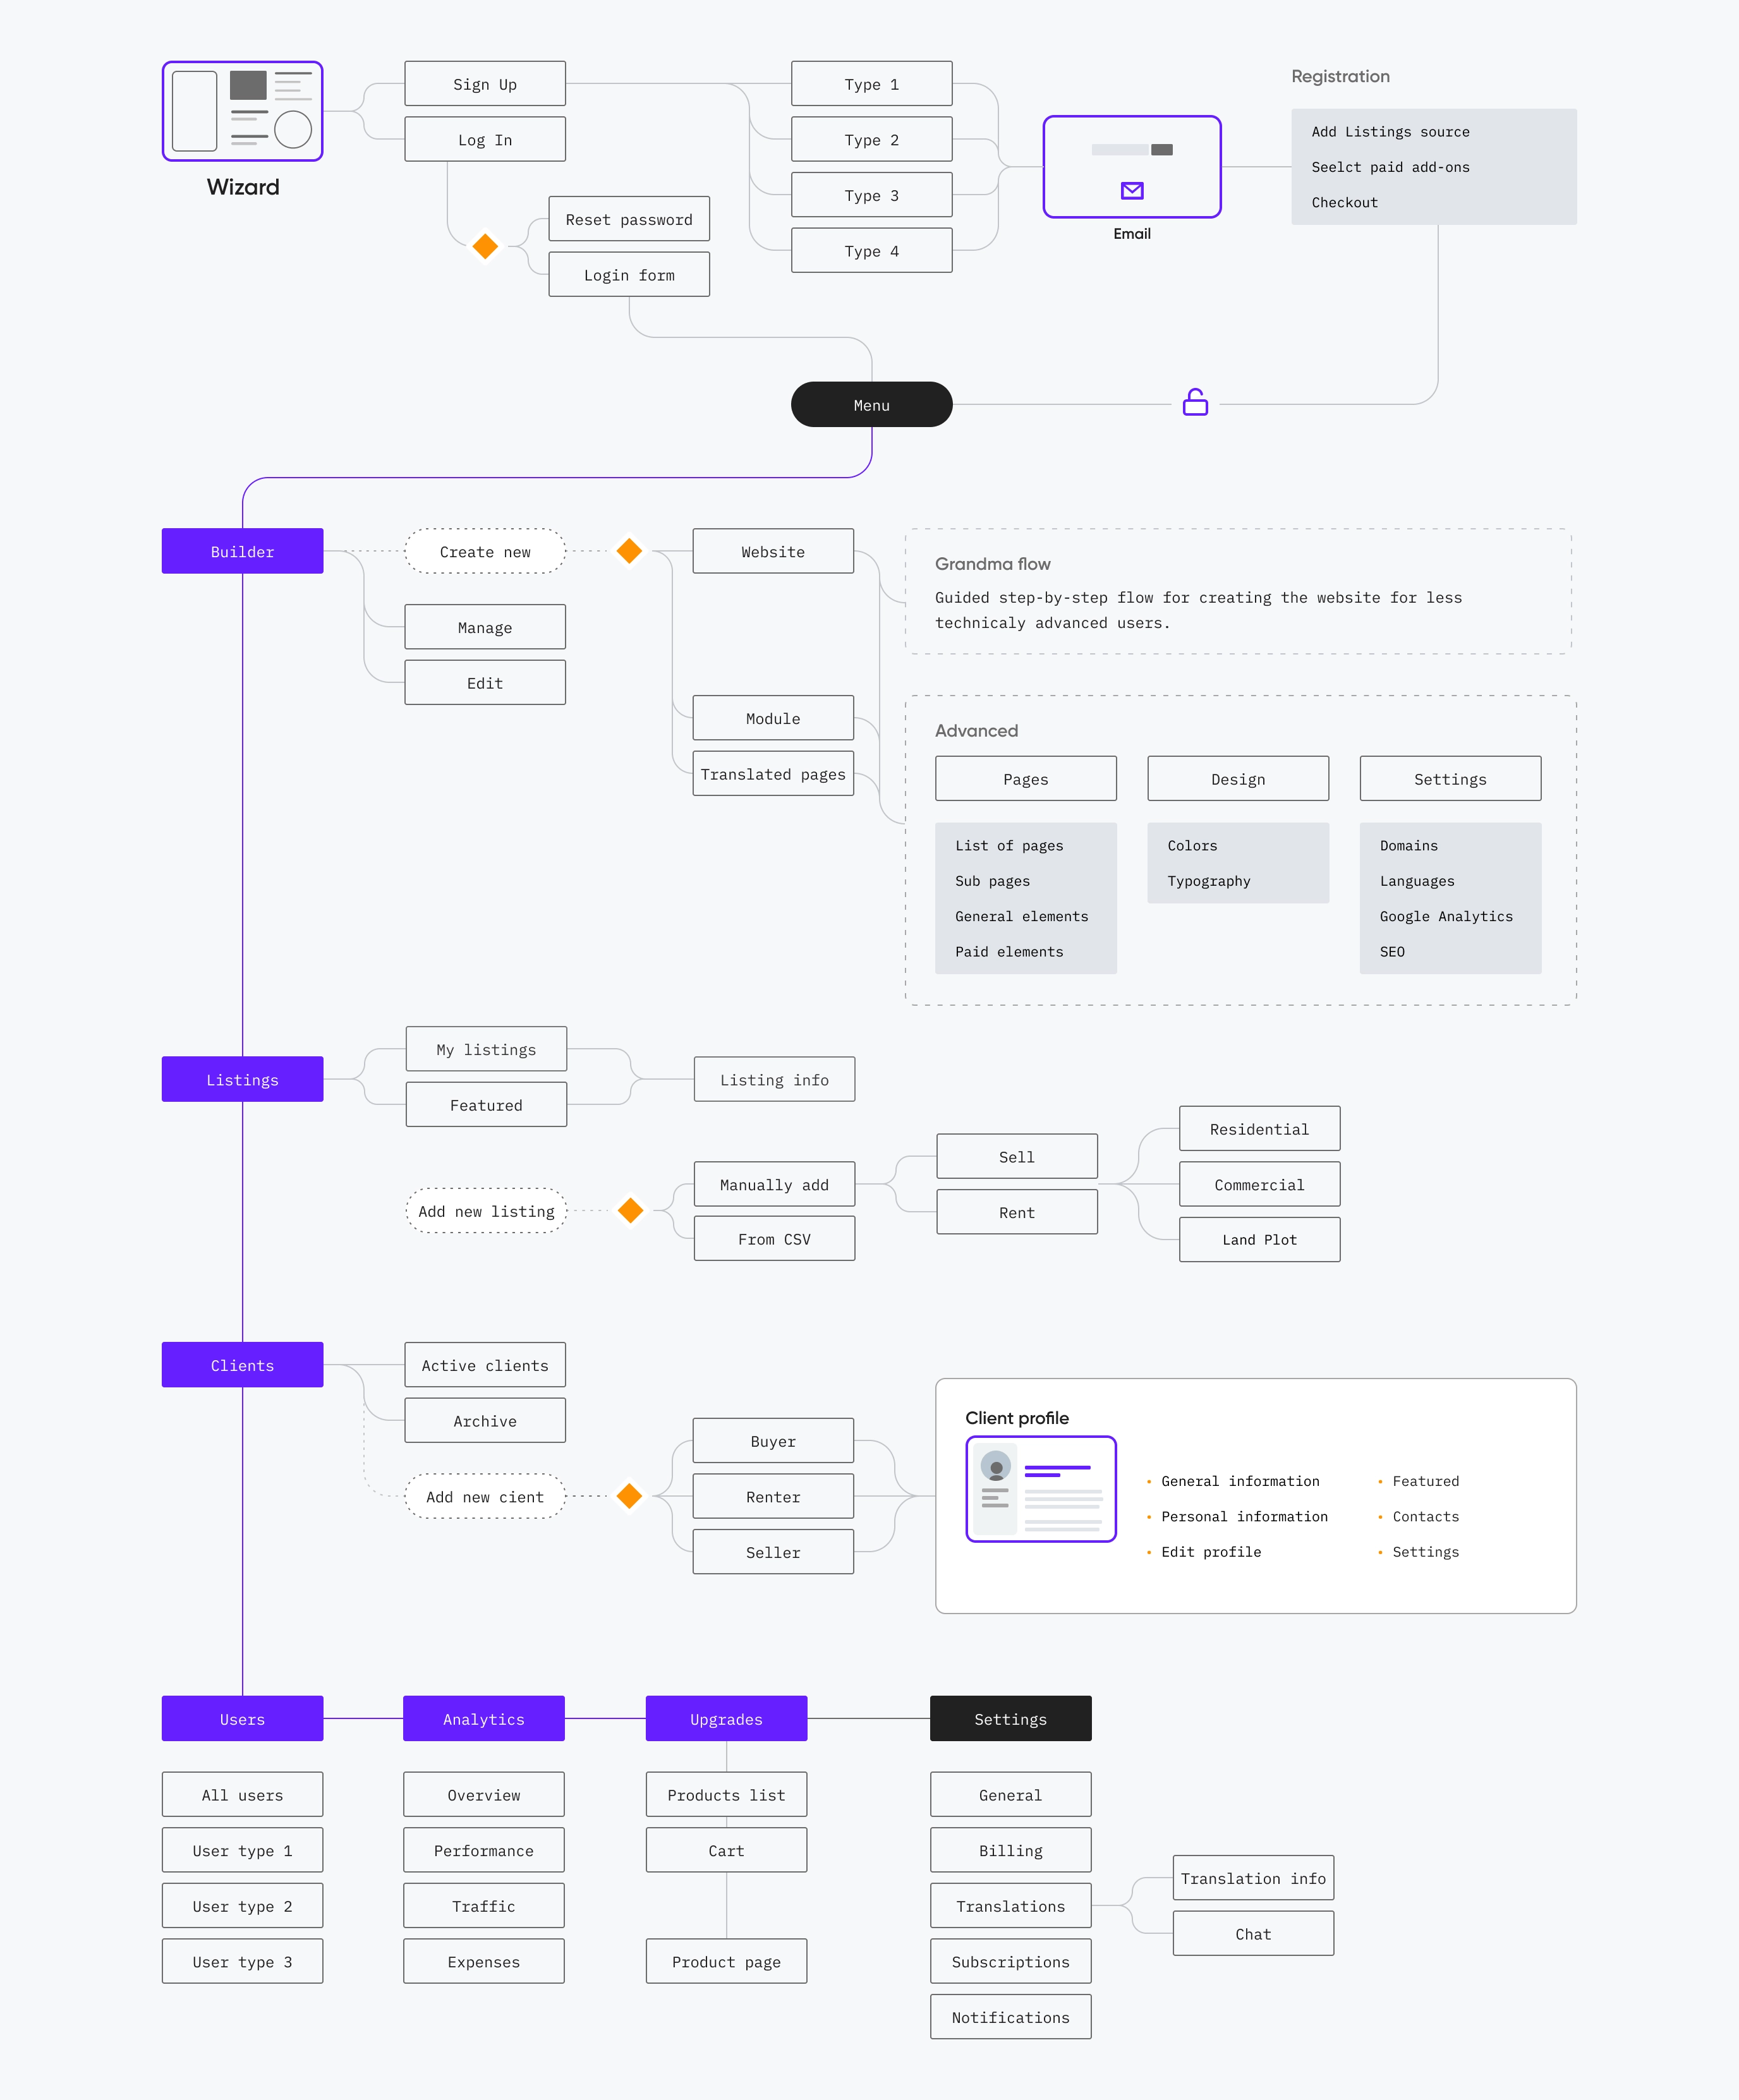 Wizard
Sign Up
Log In
Reset password
Login form
Type 1
Type 2
Type 3
Type 4
Email
Registration
Add Listings source
Seelct paid add-ons
Checkout
Menu
Builder
Create new
Manage
Edit
Website
Module
Translated pages
Grandma flow
Guided step-by-step flow for creating the website for less
technicaly advanced users.
Advanced
Pages
Design
Settings
List of pages
Sub pages
General elements
Paid elements
Colors
Typography
Domains
Languages
Google Analytics
SEO
Listings
My listings
Featured
Listing info
Add new listing
Manually add
From CSV
Sell
Rent
Residential
Commercial
Land Plot
Clients
Active clients
Archive
Add new cient
Buyer
Renter
Seller
Client profile
General information
Personal information
Edit profile
Featured
Contacts
Settings
Users
All users
User type 1
User type 2
User type 3
Analytics
Overview
Performance
Traffic
Expenses
Upgrades
Products list
Cart
Product page
Settings
General
Billing
Translations
Subscriptions
Notifications
Translation info
Chat